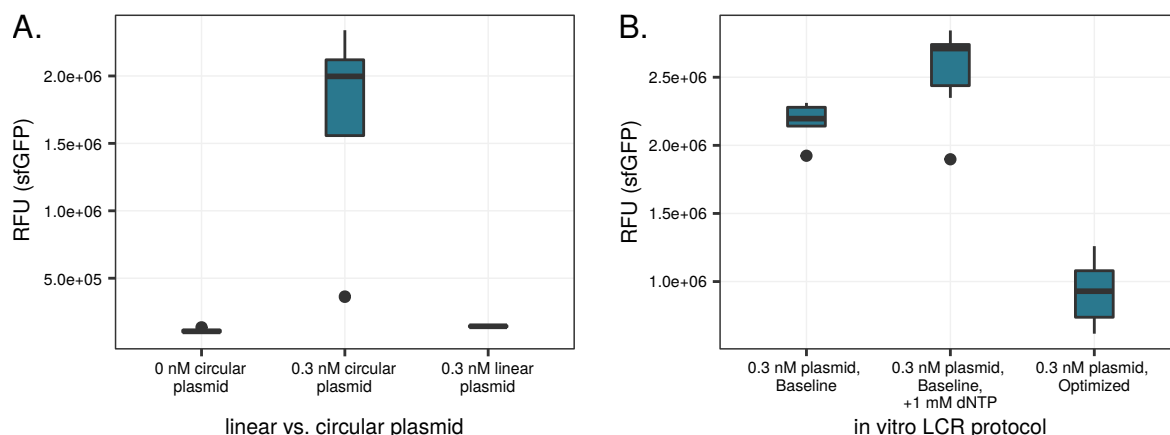 A.
RFU (sfGFP)
2.0e+06
1.5e+06
1.0e+06
5.0e+05
0 nM circular
plasmid
0.3 nM circular
plasmid
0.3 nM linear
plasmid
linear vs. circular plasmid
B.
RFU (sfGFP)
2.5e+06
2.0e+06
1.5e+06
1.0e+06
0.3 nM plasmid,
Baseline
0.3 nM plasmid,
Baseline,
+1 mM dNTP
0.3 nM plasmid,
Optimized
in vitro LCR protocol